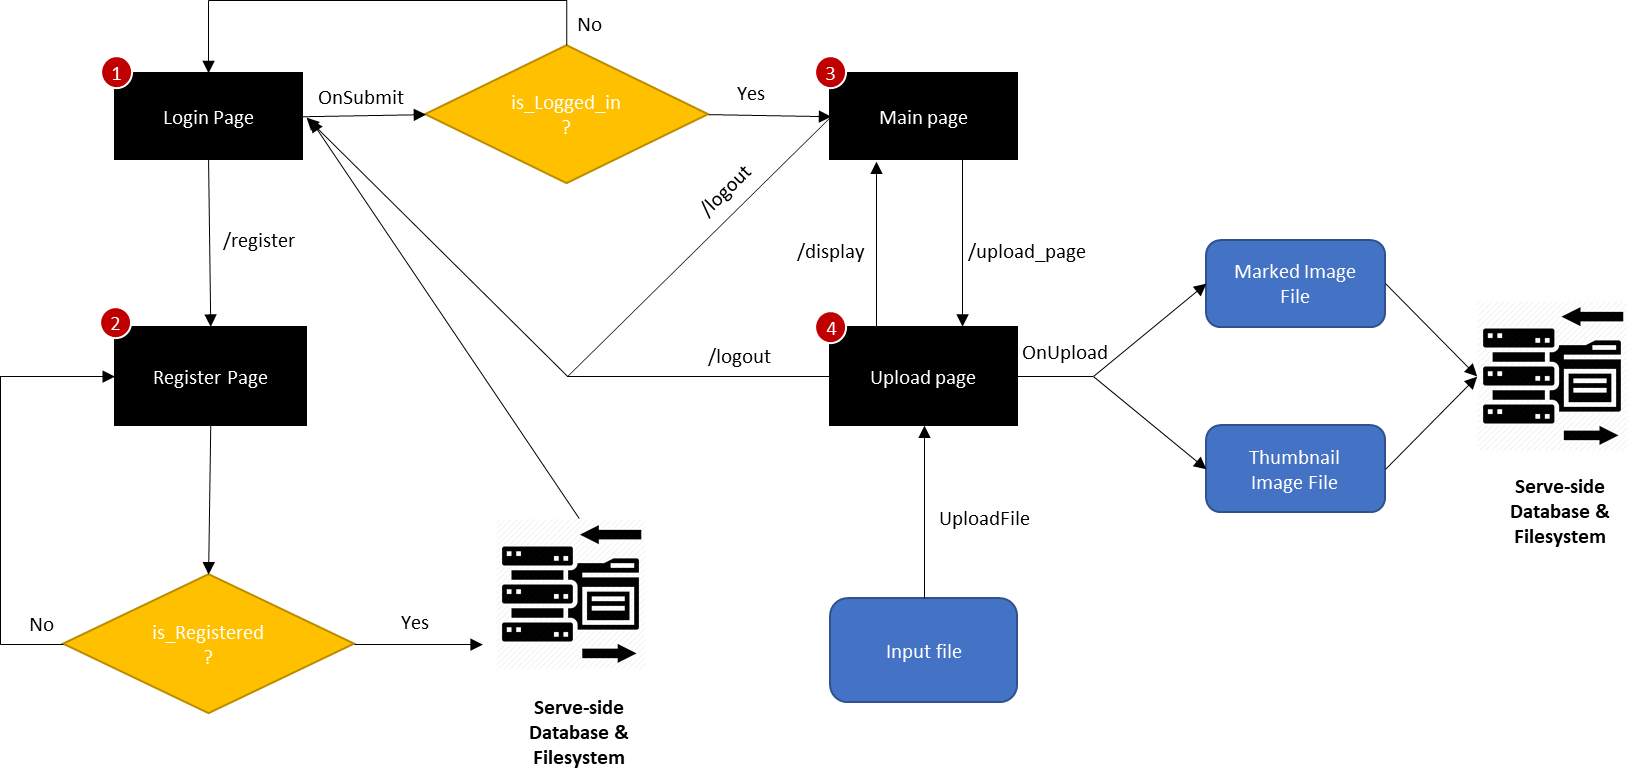 No
1
Login Page
OnSubmit
is_Logged_in
?
Yes
3
Main page
/logout
/register
/display
/upload_page
Marked Image
File
2
Register Page
/logout
4
Upload page
OnUpload
Thumbnail
Image File
Serve-side
Database &
Filesystem
UploadFile
No
is_Registered
?
Yes
Input file
Serve-side
Database &
Filesystem